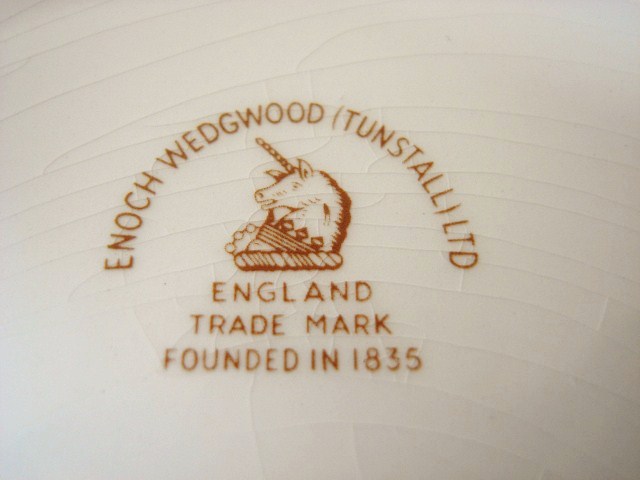 ENOCH WEDGWOOD (TUNSTALL) LTD
ENGLAND
TRADE MARK
FOUNDED IN 1835